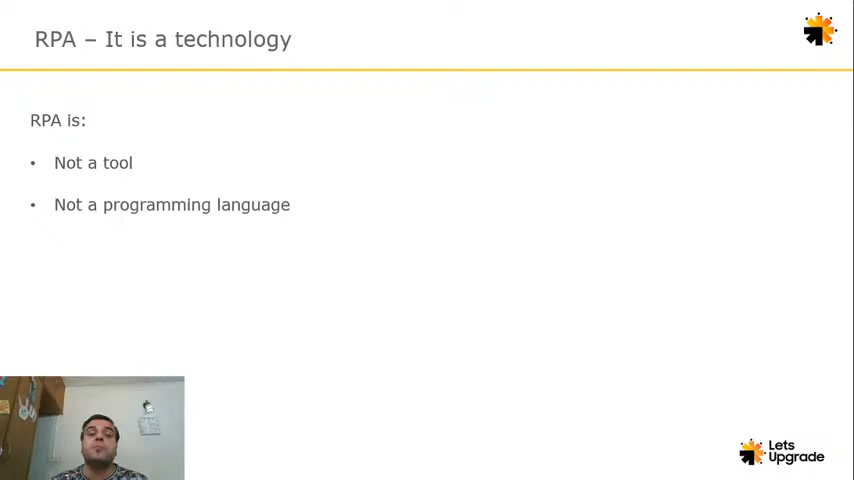 RPA – It is a technology
RPA is:
• Not a tool
• Not a programming language
Lets
Upgrade